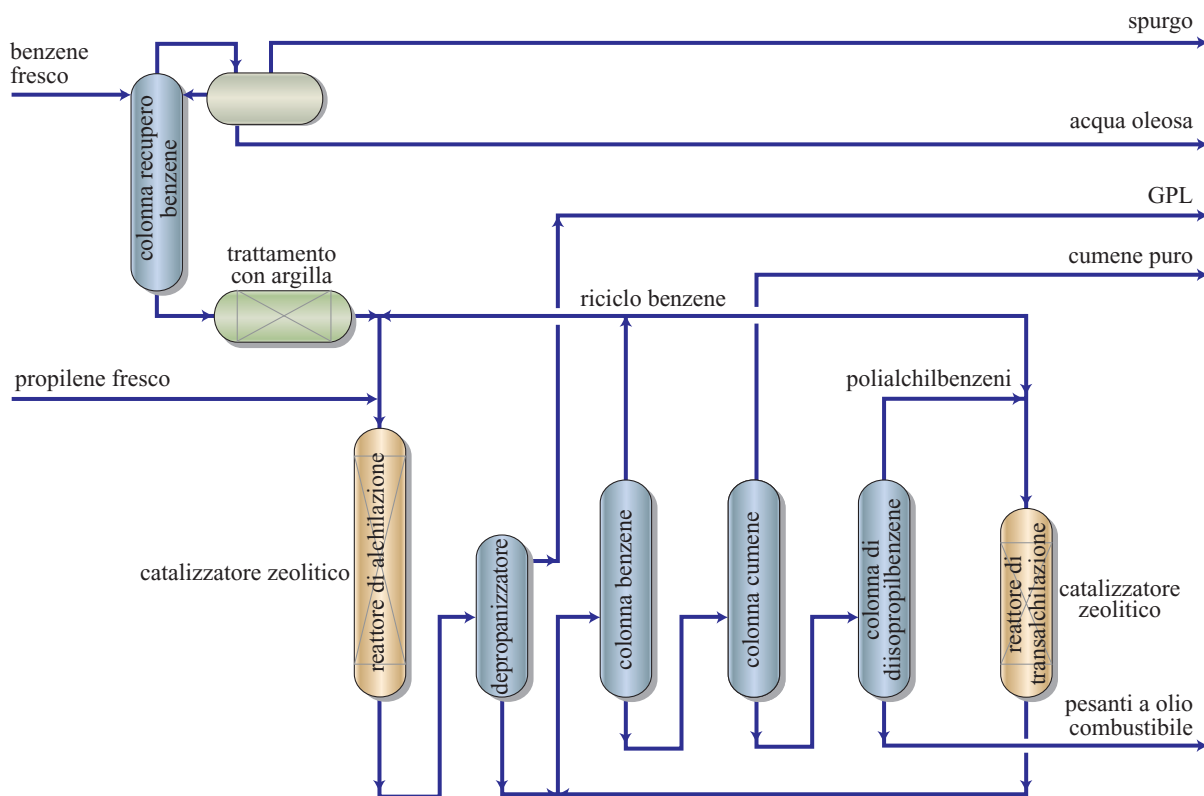 benzene
fresco
spurgo
acqua oleosa
colonna recupero
benzene
GPL
cumene puro
trattamento
con argilla
riciclo benzene
propilene fresco
polialchilbenzeni
catalizzatore zeolitico
reattore di alchilazione
depropanizzatore
colonna benzene
colonna cumene
colonna di
diisopropilbenzene
reattore di
transalchilazione
catalizzatore
zeolitico
pesanti a olio
combustibile